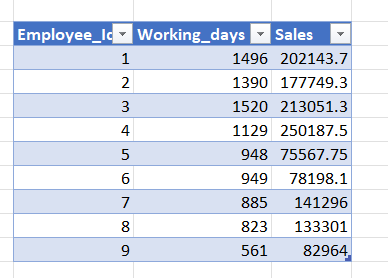 Employee_Id Working_days Sales
1 1496 202143.7
2 1390 177749.3
3 1520 213051.3
4 1129 250187.5
5 948 75567.75
6 949 78198.1
7 885 141296
8 823 133301
9 561 82964